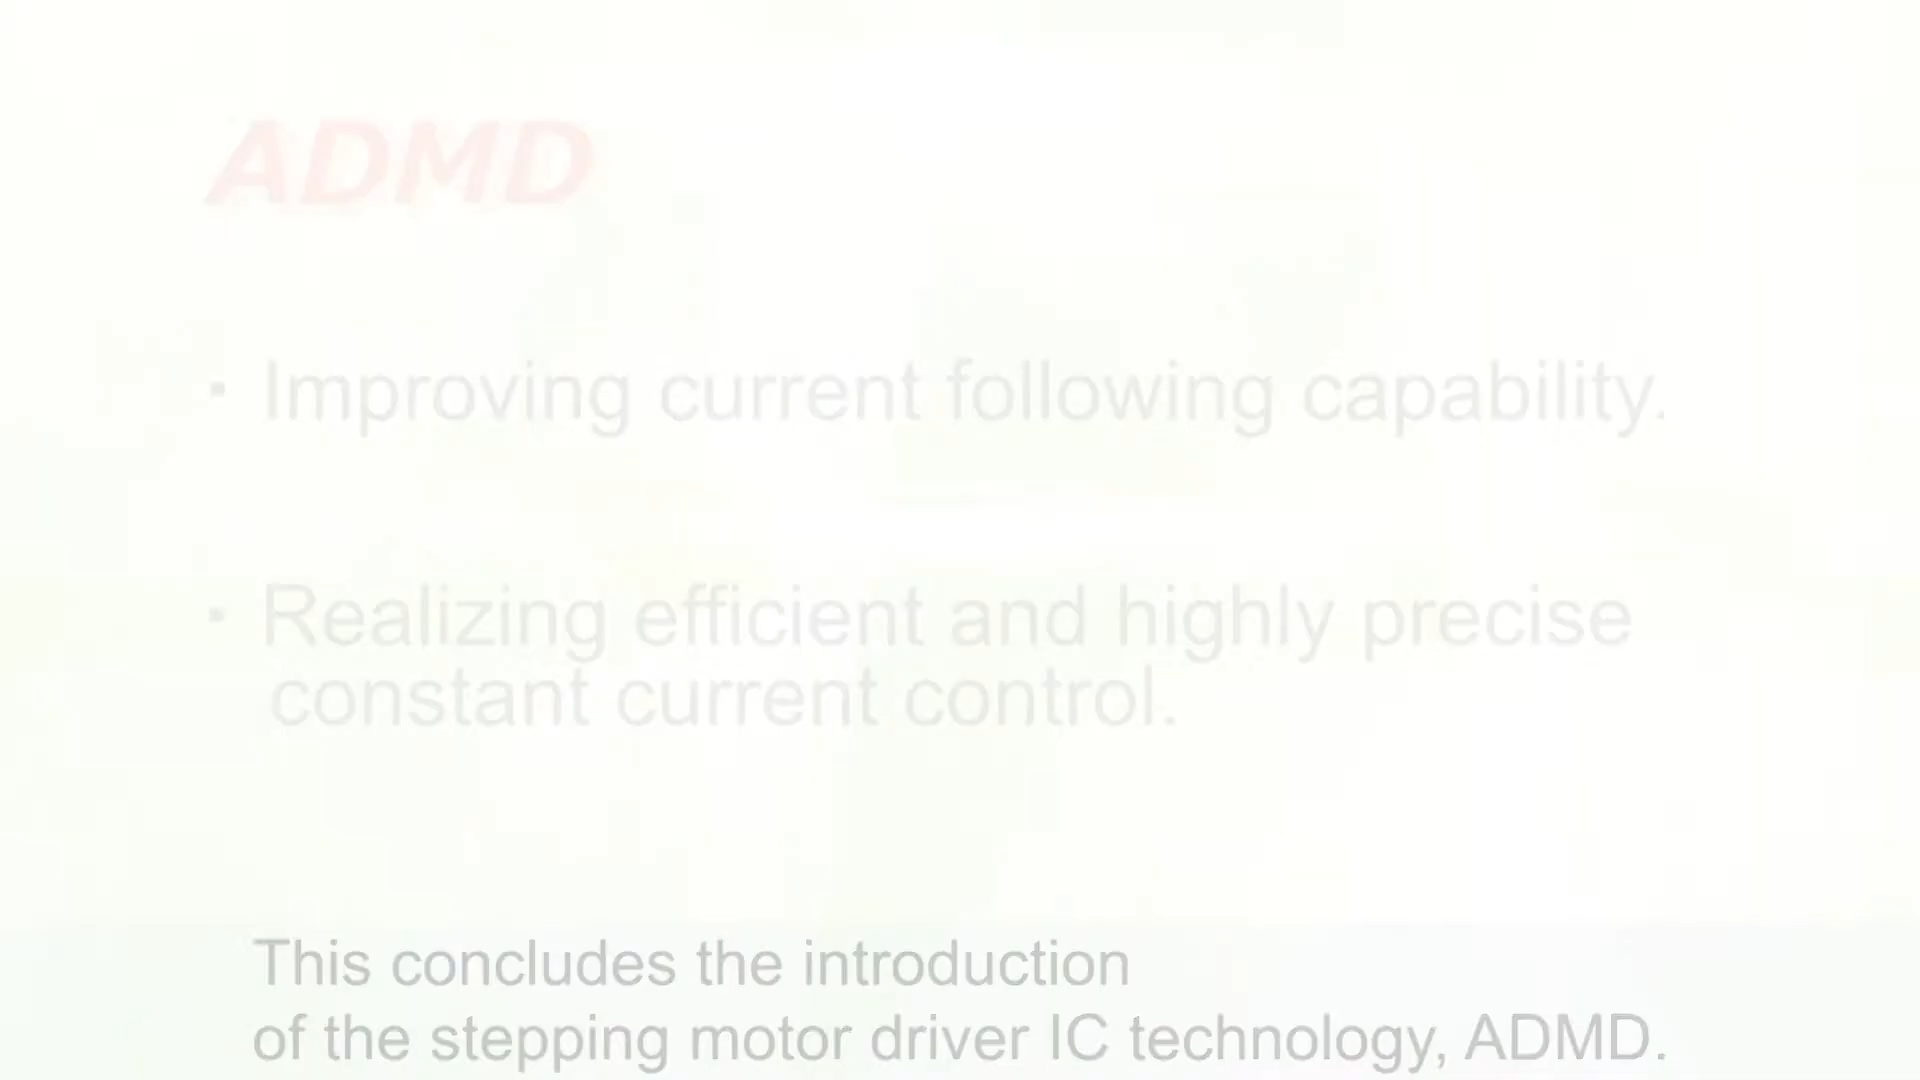 ADMD
・Improving current following capability.
・Realizing efficient and highly precise
constant current control.
This concludes the introduction
of the stepping motor driver IC technology, ADMD.